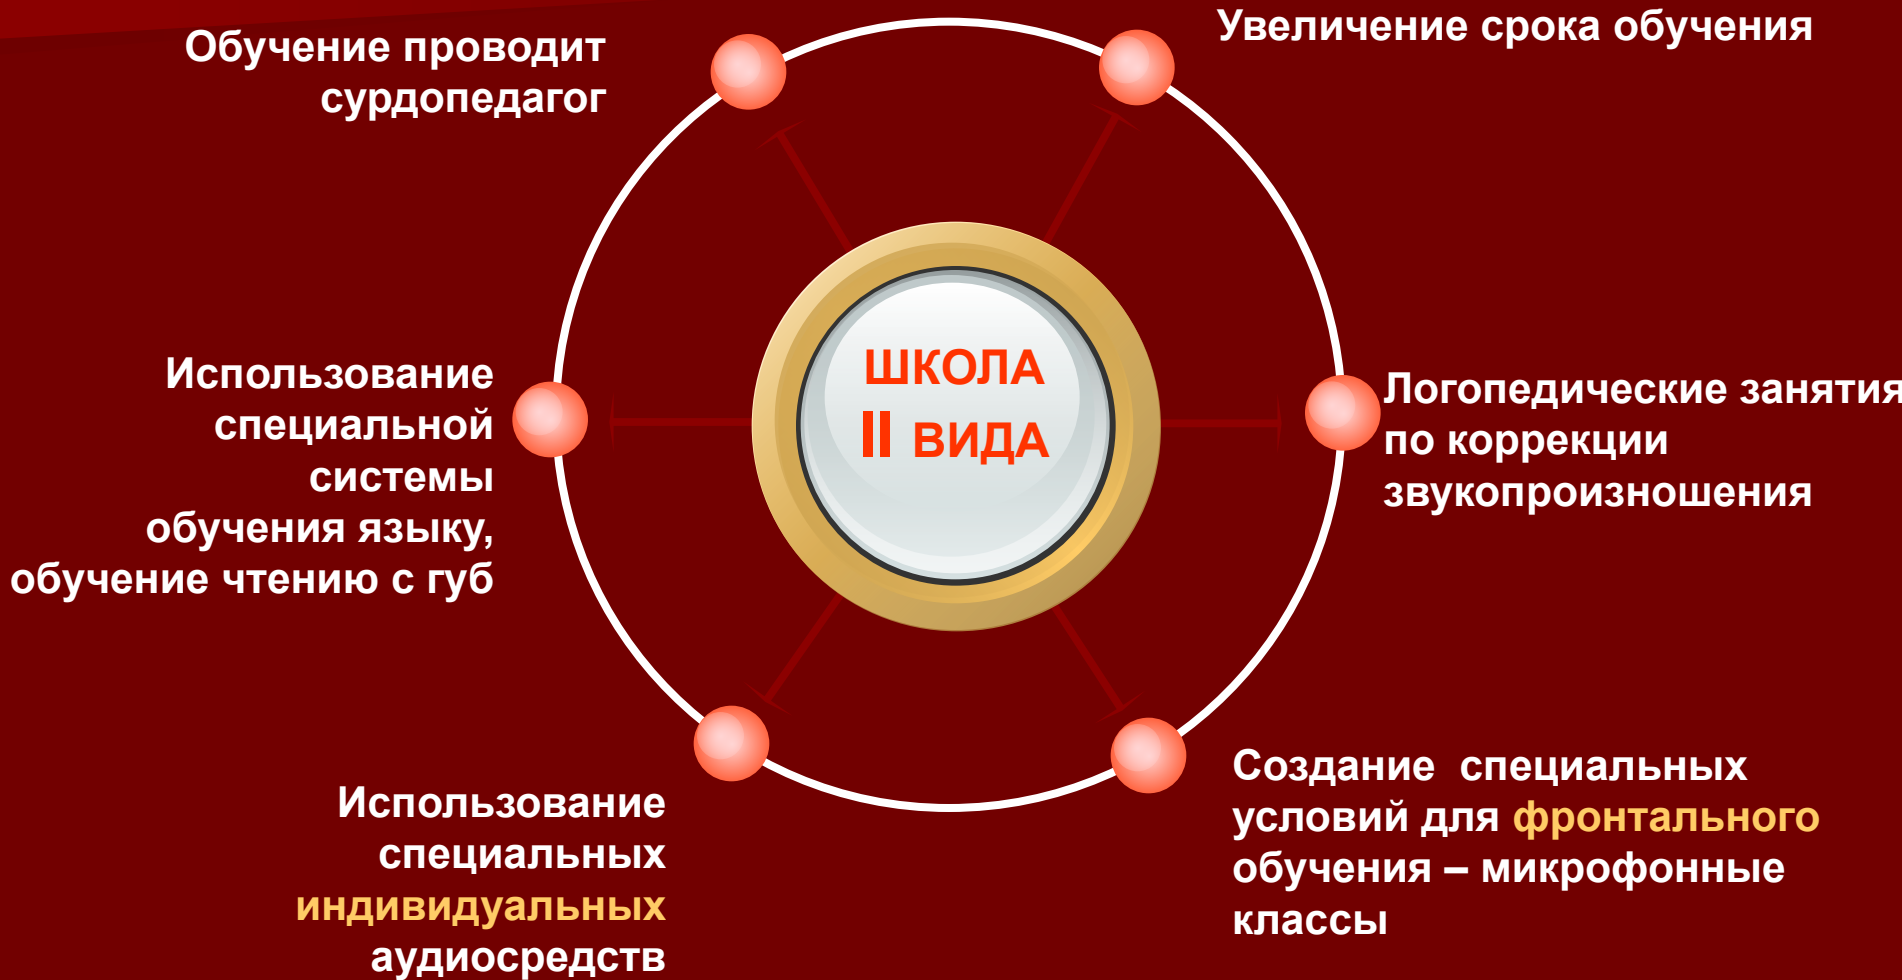 Обучение проводит
сурдопедагог
Увеличение срока обучения
Использование
специальной
системы
обучения языку,
обучение чтению с губ
ШКОЛА
II ВИДА
Логопедические занятия
по коррекции
звукопроизношения
Использование
специальных
индивидуальных
аудиосредств
Создание специальных
условий для фронтального
обучения – микрофонные
классы